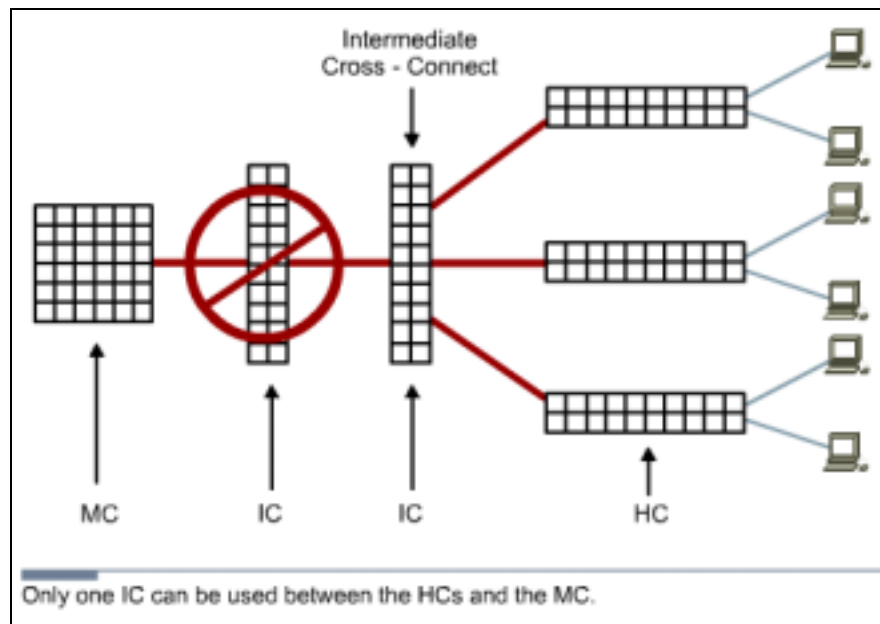 Intermediate
Cross - Connect
MC
IC
IC
HC
Only one IC can be used between the HCs and the MC.